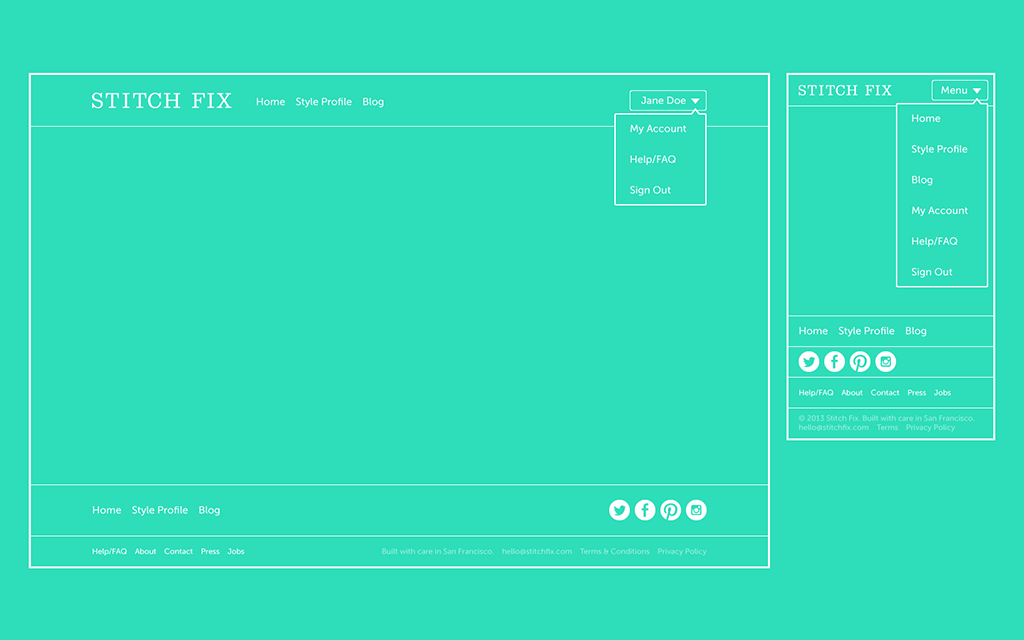 STITCH FIX Home Style Profile Blog Jane Doe
My Account
Help/FAQ
Sign Out
Home Style Profile Blog
Help/FAQ About Contact Press Jobs Built with care in San Francisco. hello@stitchfix.com Terms & Conditions Privacy Policy
STITCH FIX Menu
Home
Style Profile
Blog
My Account
Help/FAQ
Sign Out
Home Style Profile Blog
Help/FAQ About Contact Press Jobs
© 2013 Stitch Fix. Built with care in San Francisco.
hello@stitchfix.com Terms Privacy Policy